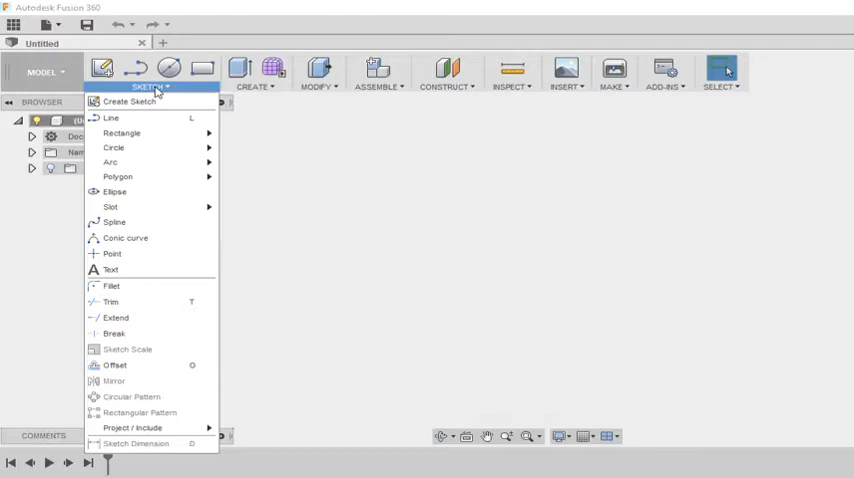 Autodesk Fusion 360
Untitled
MODEL
SKETCH
CREATE
MODIFY
ASSEMBLE
CONSTRUCT
INSPECT
INSERT
MAKE
ADD-INS
SELECT
BROWSER
Create Sketch
Line L
Rectangle
Circle
Arc
Polygon
Ellipse
Slot
Spline
Conic curve
Point
Text
Fillet
Trim T
Extend
Break
Sketch Scale
Offset O
Mirror
Circular Pattern
Rectangular Pattern
Project / Include
Sketch Dimension D
(U
Doc
Nam
COMMENTS